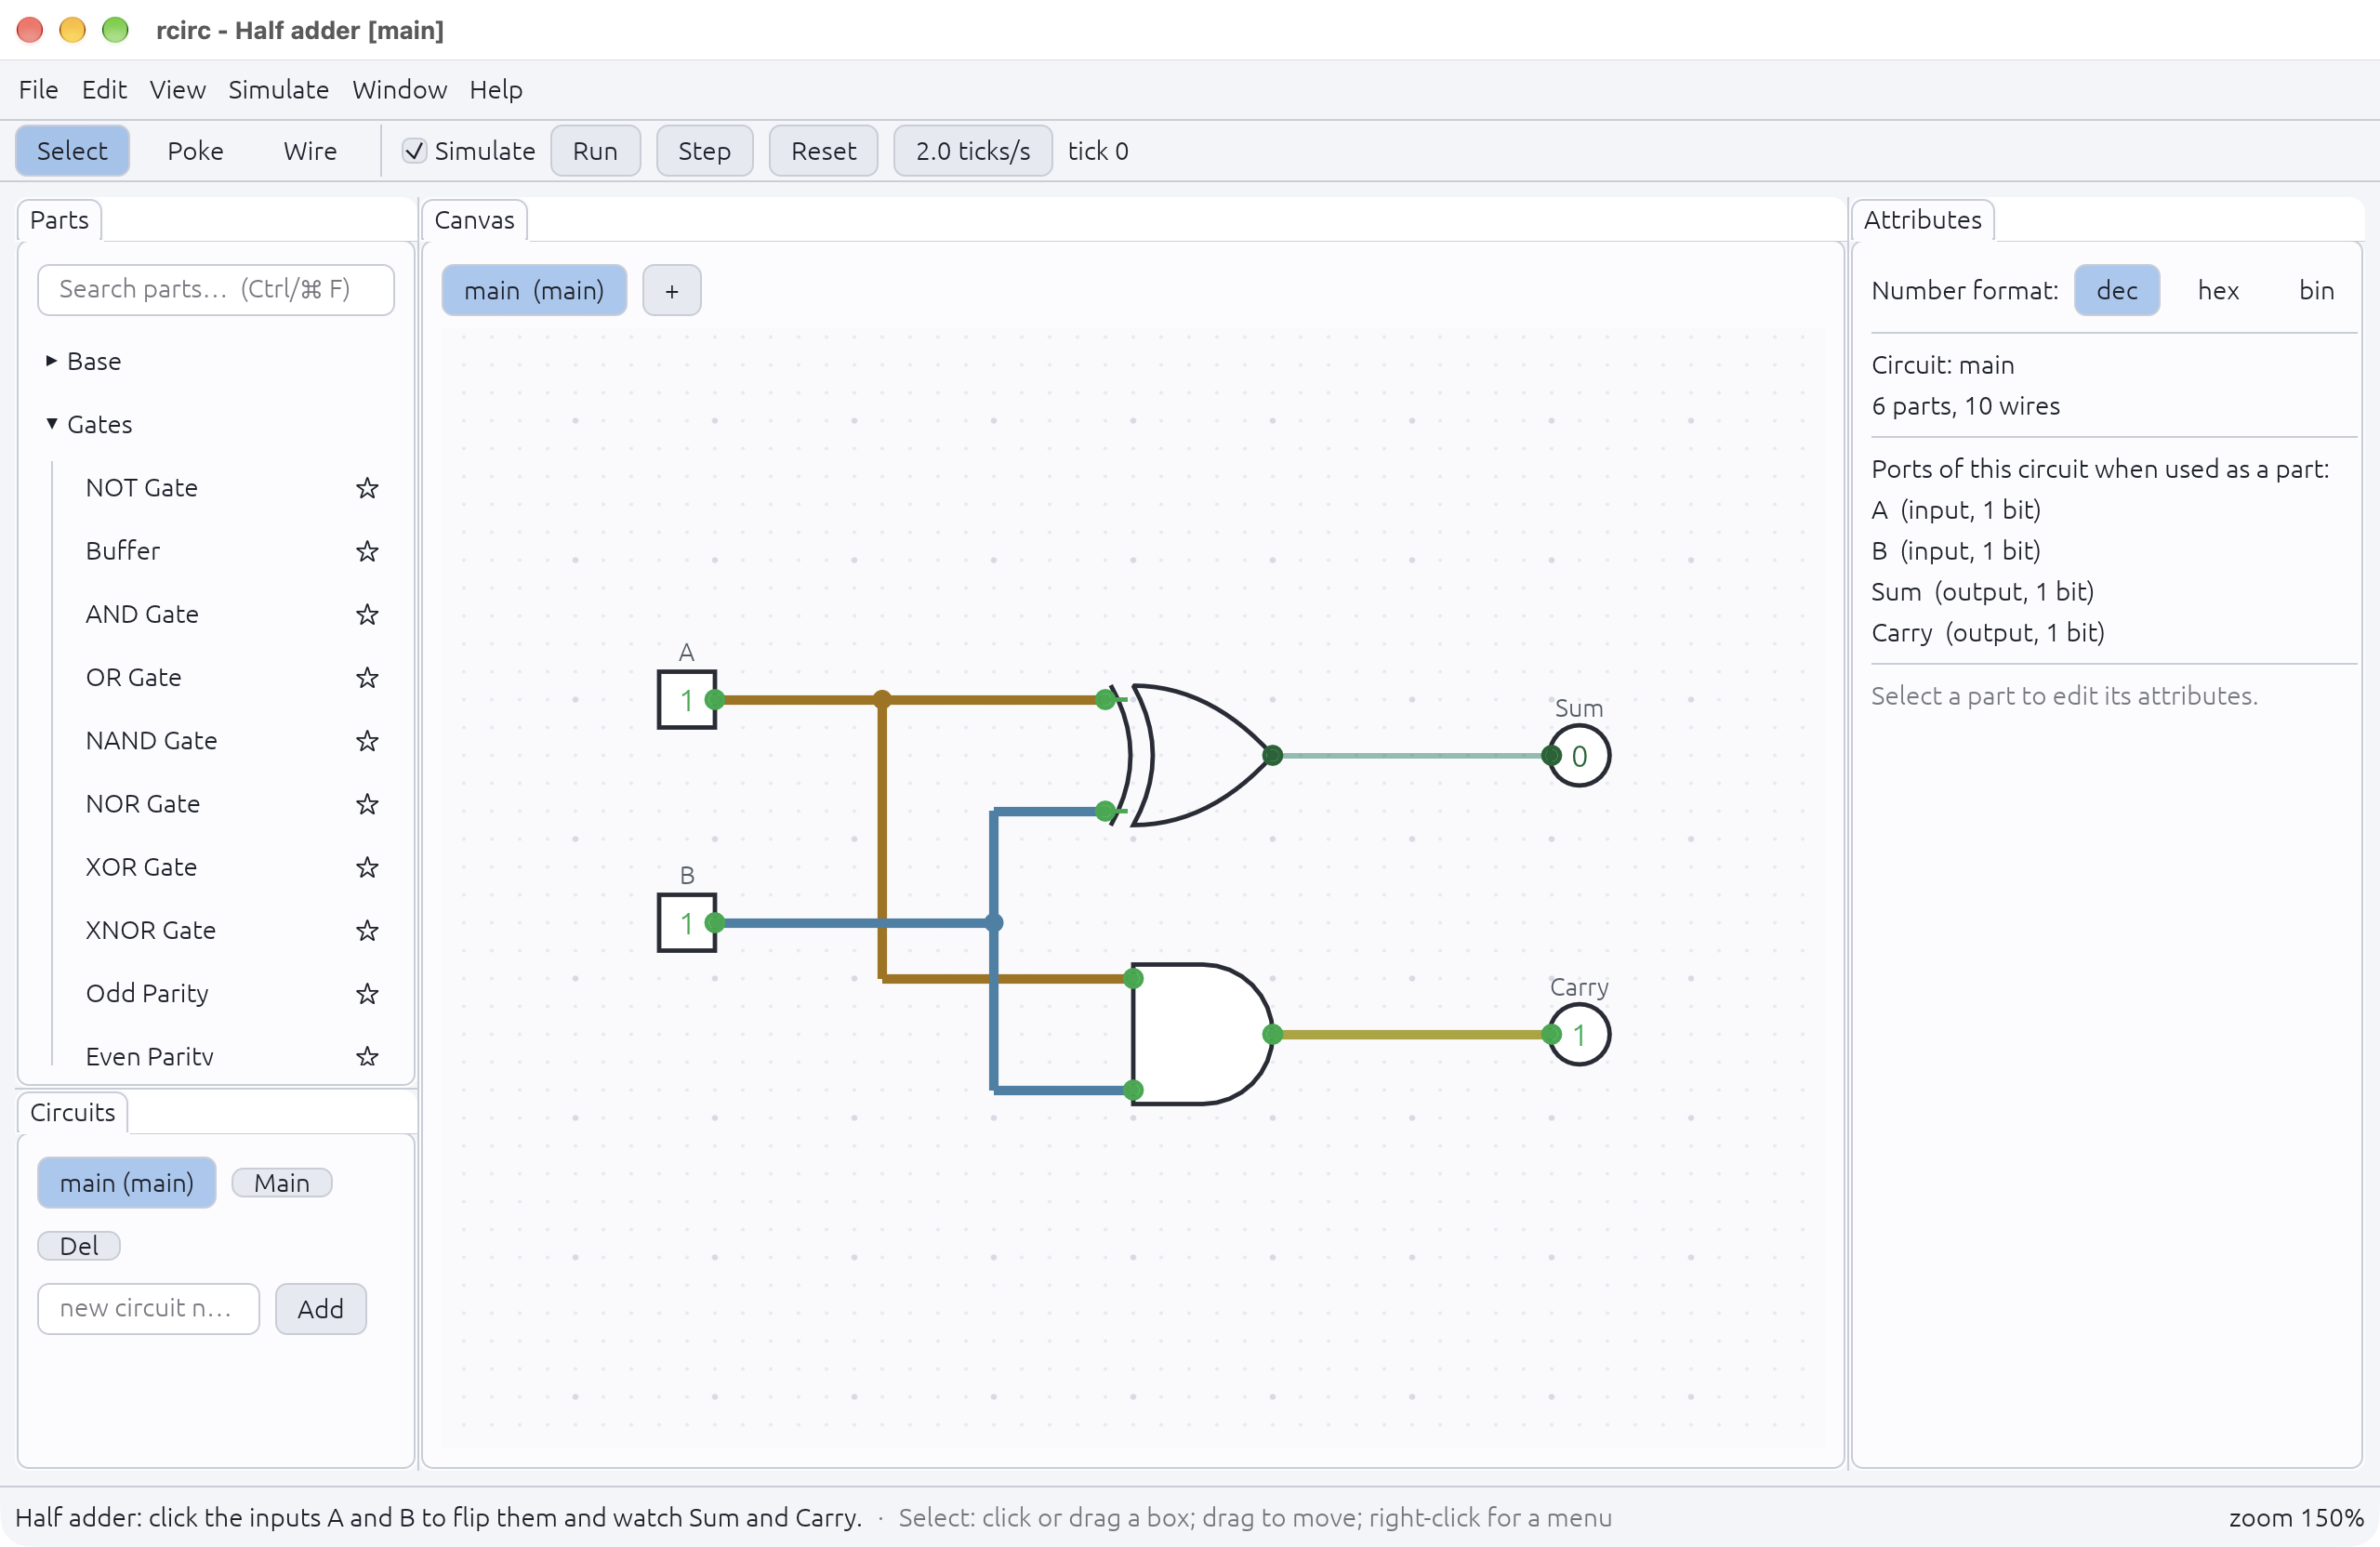 rcirc - Half adder [main]
File Edit View Simulate Window Help
Select Poke Wire Simulate Run Step Reset 2.0 ticks/s tick 0
Parts
Search parts… (Ctrl/⌘ F)
Base
Gates
NOT Gate
Buffer
AND Gate
OR Gate
NAND Gate
NOR Gate
XOR Gate
XNOR Gate
Odd Parity
Even Parity
Circuits
main (main) Main
Del
new circuit n… Add
Canvas
main (main) +
A
1
B
1
Sum
0
Carry
1
Attributes
Number format: dec hex bin
Circuit: main
6 parts, 10 wires
Ports of this circuit when used as a part:
A (input, 1 bit)
B (input, 1 bit)
Sum (output, 1 bit)
Carry (output, 1 bit)
Select a part to edit its attributes.
Half adder: click the inputs A and B to flip them and watch Sum and Carry. · Select: click or drag a box; drag to move; right-click for a menu zoom 150%